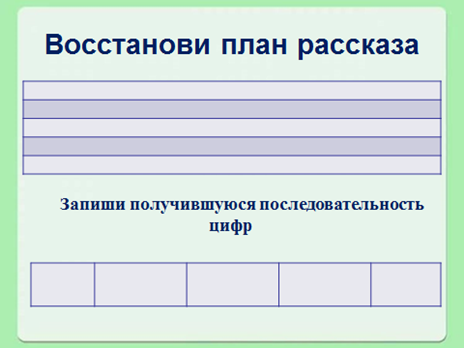 Восстанови план рассказа
Запиши получившуюся последовательность
цифр